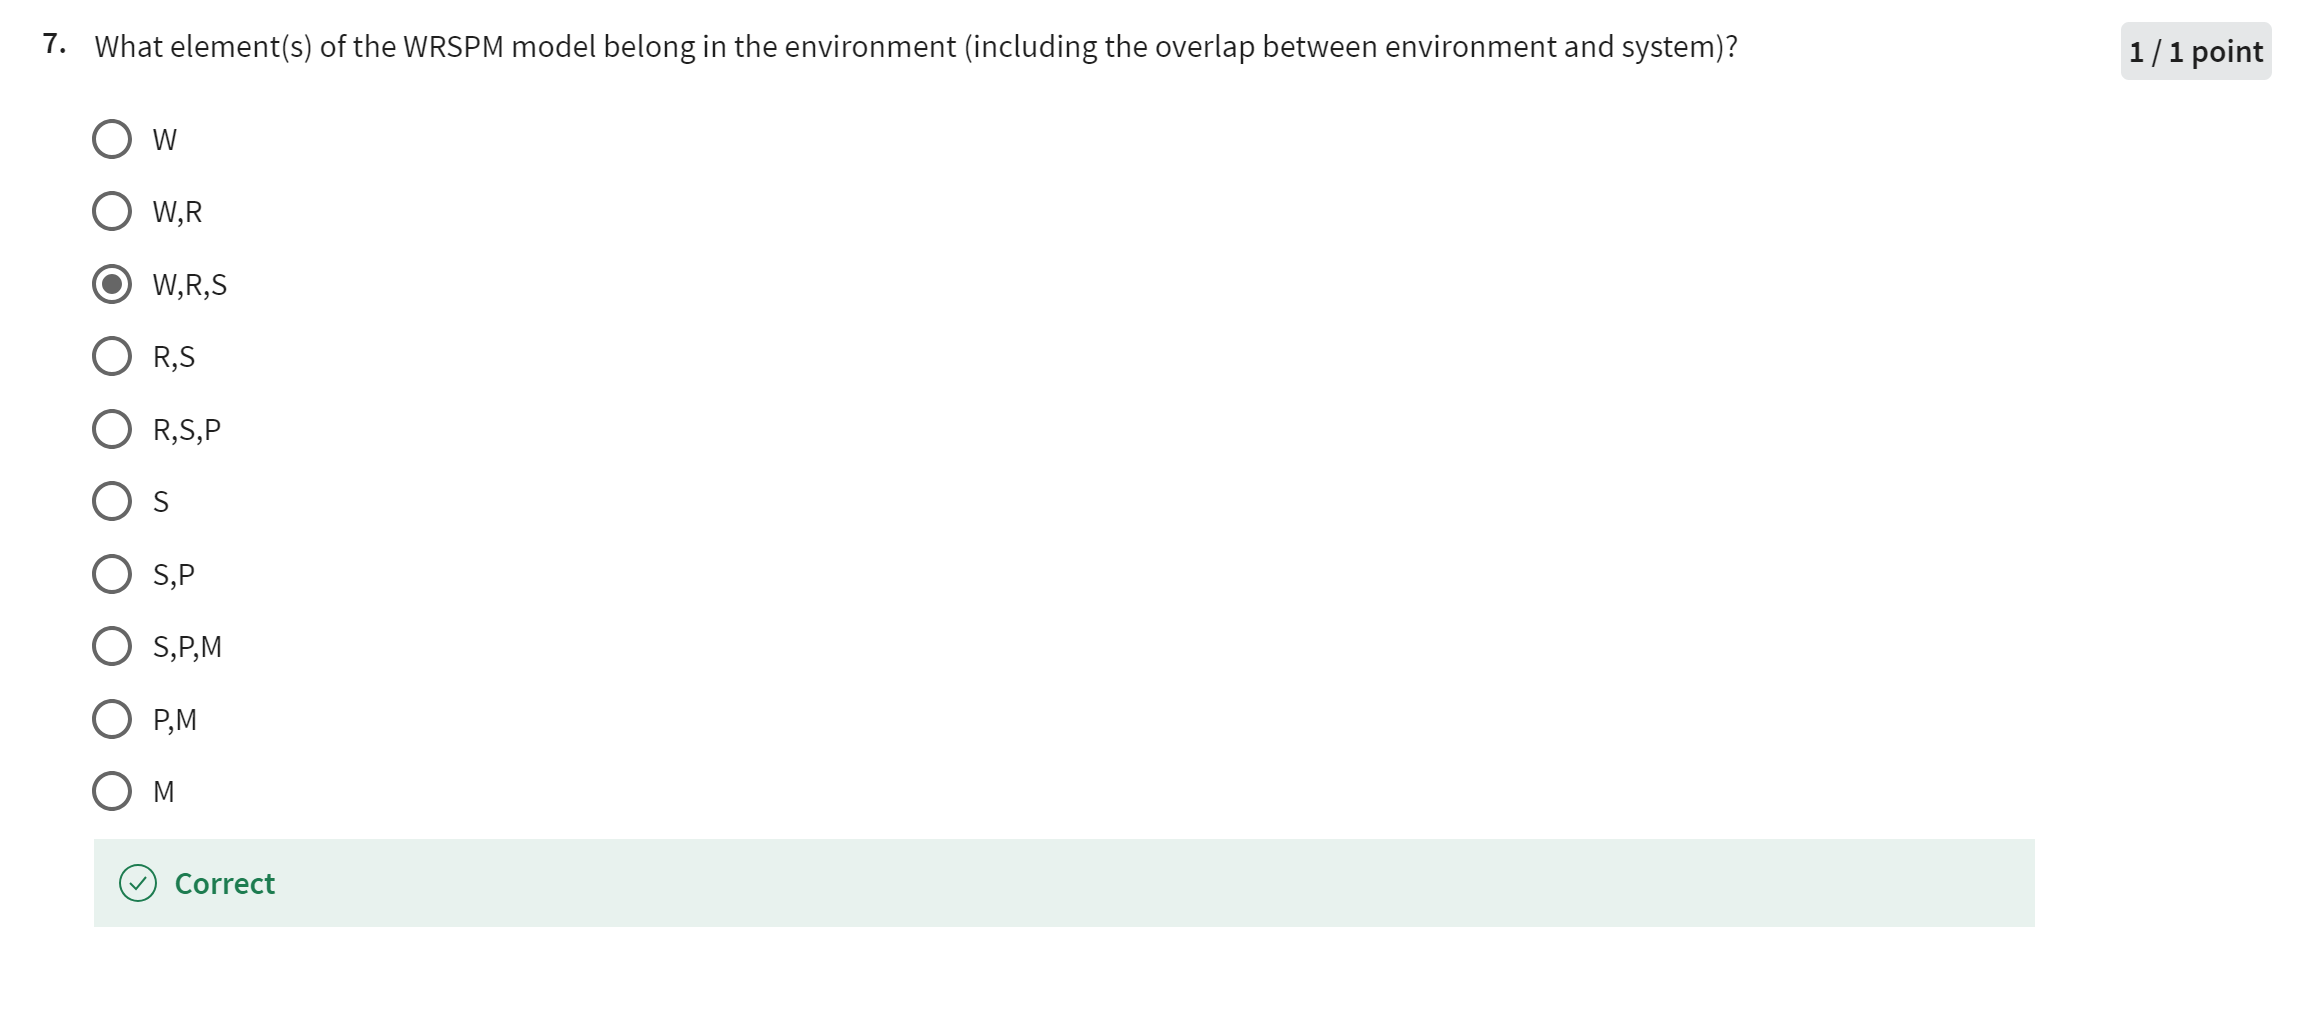 7. What element(s) of the WRSPM model belong in the environment (including the overlap between environment and system)?
1 / 1 point
W
W,R
W,R,S
R,S
R,S,P
S
S,P
S,P,M
P,M
M
Correct